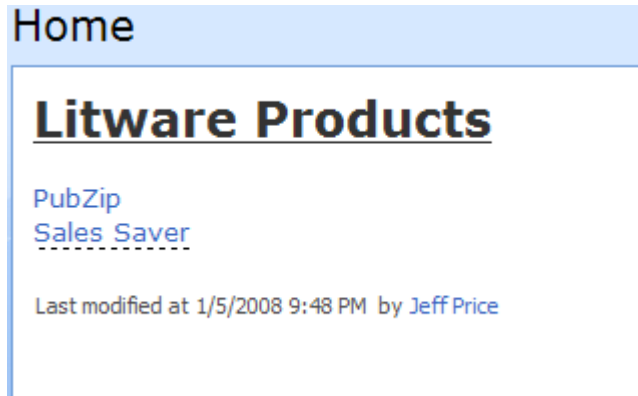 Home
Litware Products
PubZip
Sales Saver
Last modified at 1/5/2008 9:48 PM by Jeff Price